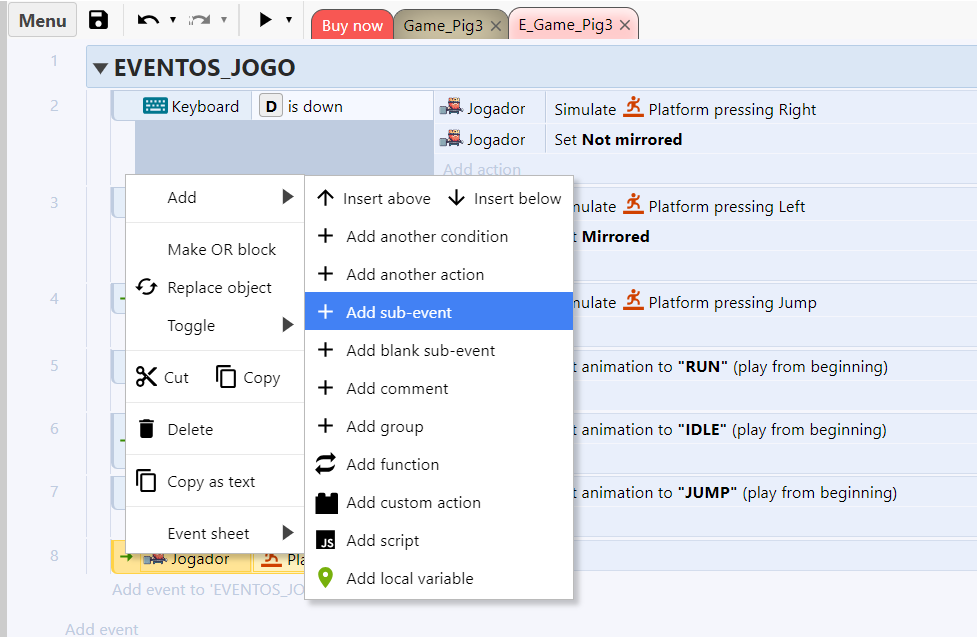 Menu Buy now Game_Pig3 E_Game_Pig3
1 EVENTOS_JOGO
2 Keyboard D is down Jogador Simulate Platform pressing Right
Jogador Set Not mirrored
Add action
3 mulate Platform pressing Left
t Mirrored
4 mulate Platform pressing Jump
5 t animation to "RUN" (play from beginning)
6 t animation to "IDLE" (play from beginning)
7 t animation to "JUMP" (play from beginning)
8 Jogador Pla
Add event to 'EVENTOS_JO
Add event
Add
Make OR block
Replace object
Toggle
Cut Copy
Delete
Copy as text
Event sheet
Insert above Insert below
Add another condition
Add another action
Add sub-event
Add blank sub-event
Add comment
Add group
Add function
Add custom action
JS Add script
Add local variable